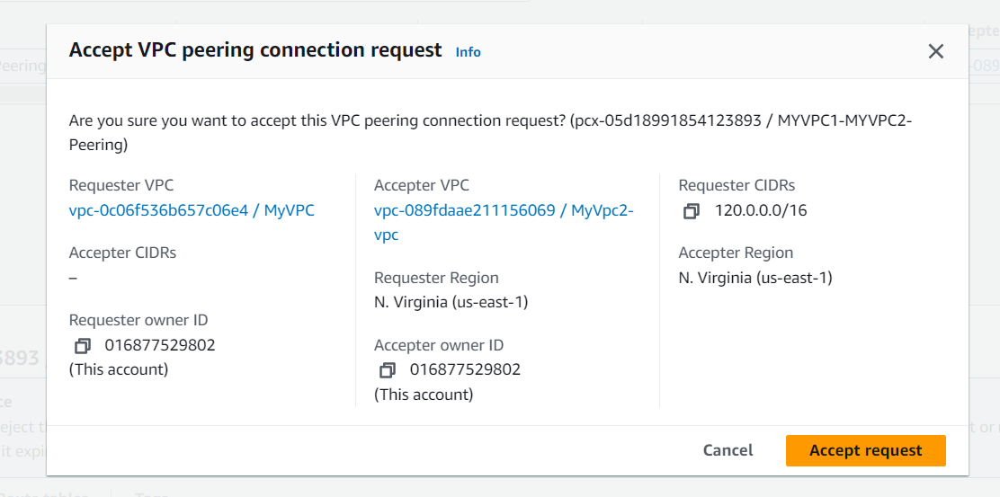 Accept VPC peering connection request Info
Are you sure you want to accept this VPC peering connection request? (pcx-05d18991854123893 / MYVPC1-MYVPC2-
Peering)
Requester VPC
vpc-0c06f536b657c06e4 / MyVPC
Accepter CIDRs
–
Requester owner ID
016877529802
(This account)
Accepter VPC
vpc-089fdaae211156069 / MyVpc2-
vpc
Requester Region
N. Virginia (us-east-1)
Accepter owner ID
016877529802
(This account)
Requester CIDRs
120.0.0.0/16
Accepter Region
N. Virginia (us-east-1)
Cancel
Accept request
Peering
-089
3893